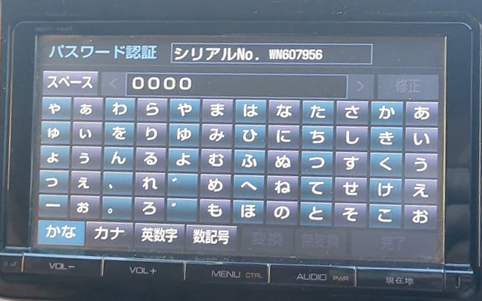 パスワード認証 シリアルNo. WN607956
スペース < 0000 > 修正
ゃ ぁ わ ら や ま は な た さ か あ
ゅ ぃ を り ゆ み ひ に ち し き い
ょ ぅ ん る よ む ふ ぬ つ す く う
っ ぇ 、 れ ゛ め へ ね て せ け え
ー ぉ 。 ろ ゜ も ほ の と そ こ お
かな カナ 英数字 数記号 変換 無変換 完了
VOL- VOL+ MENU CTRL AUDIO PWR 現在地